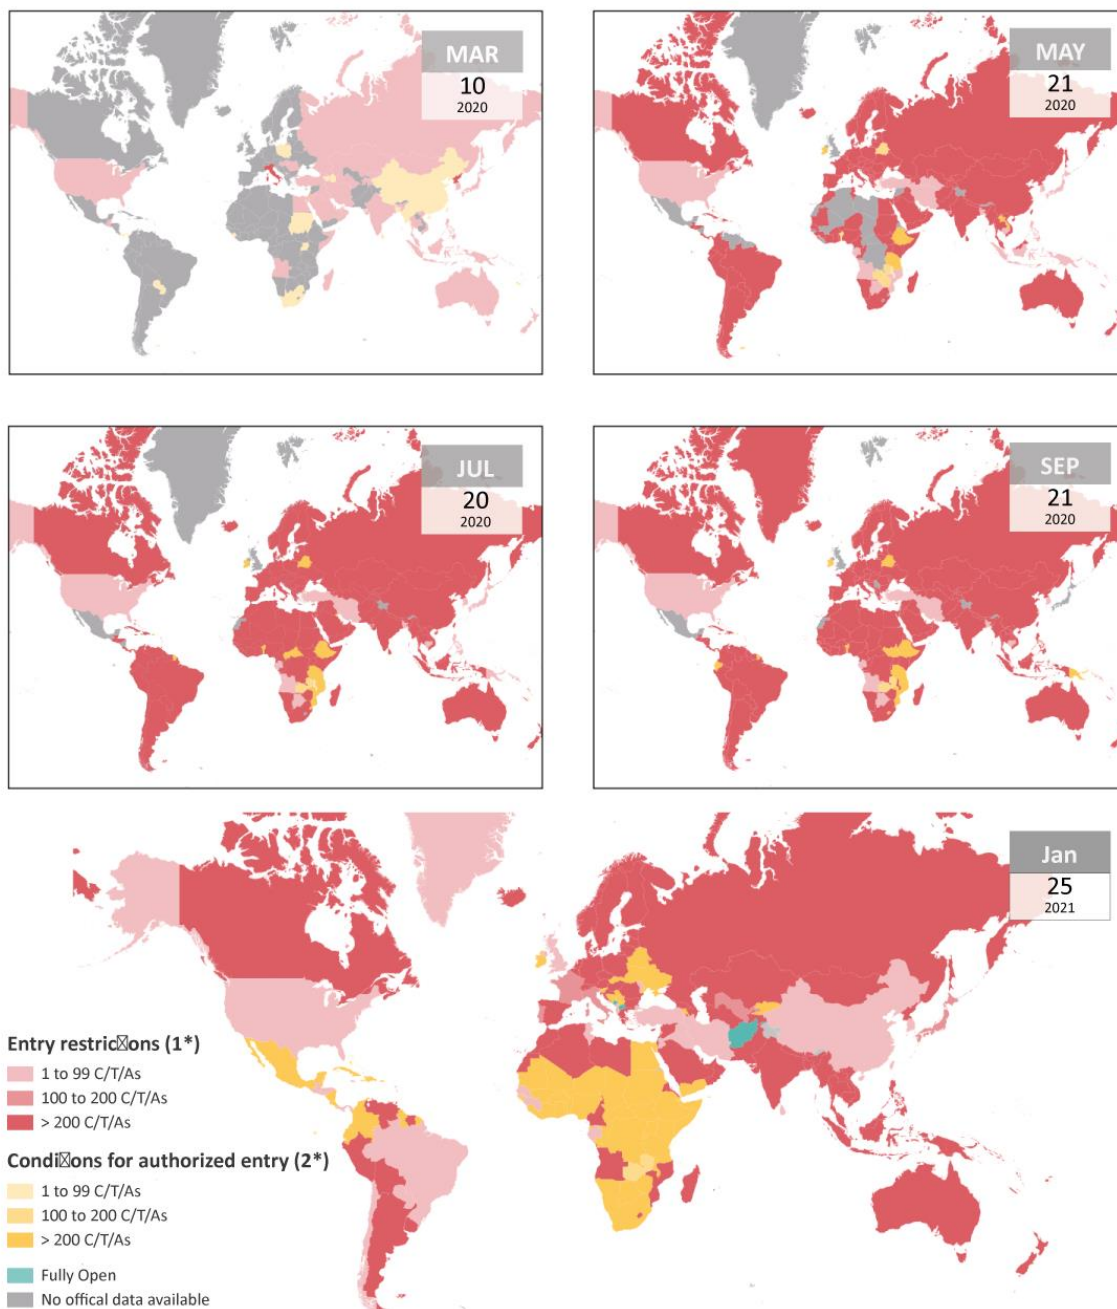 MAR
10
2020
MAY
21
2020
JUL
20
2020
SEP
21
2020
Jan
25
2021
Entry restric☒ons (1*)
1 to 99 C/T/As
100 to 200 C/T/As
> 200 C/T/As
Condi☒ons for authorized entry (2*)
1 to 99 C/T/As
100 to 200 C/T/As
> 200 C/T/As
Fully Open
No offical data available